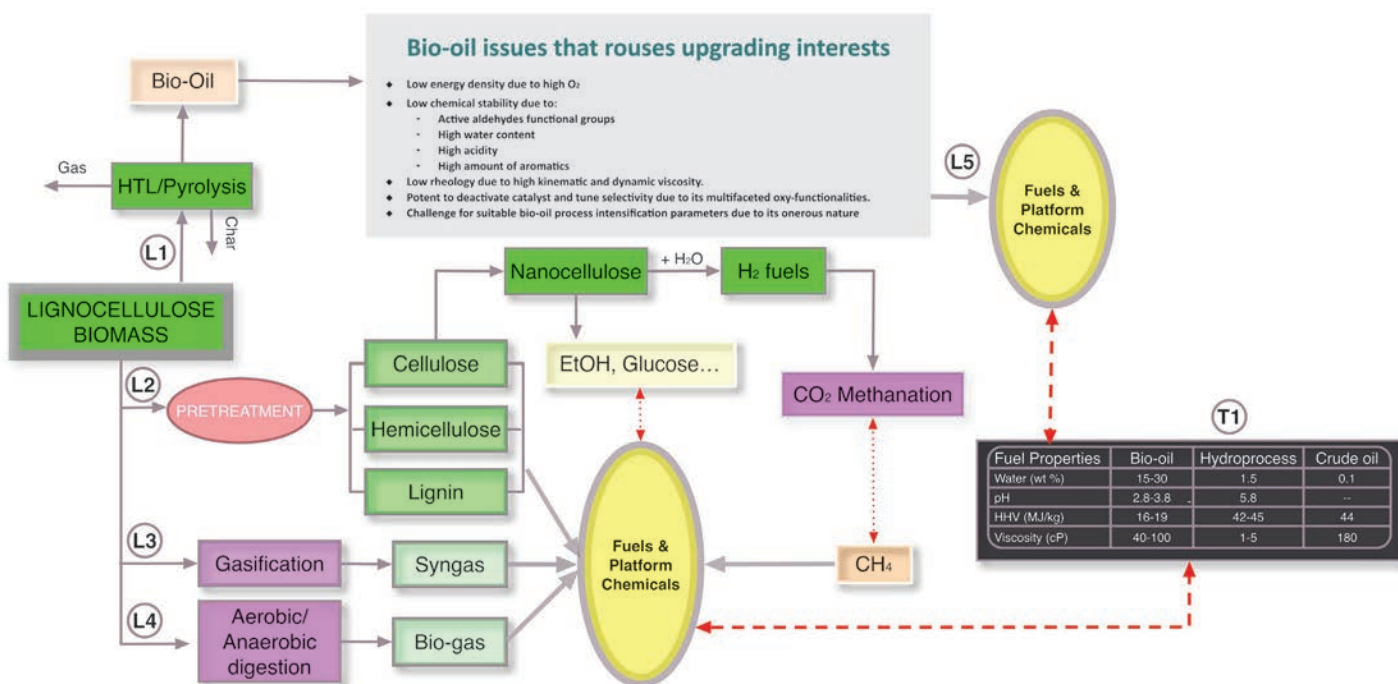 Bio-oil issues that rouses upgrading interests
◆ Low energy density due to high O₂
◆ Low chemical stability due to:
- Active aldehydes functional groups
- High water content
- High acidity
- High amount of aromatics
◆ Low rheology due to high kinematic and dynamic viscosity.
◆ Potent to deactivate catalyst and tune selectivity due to its multifaceted oxy-functionalities.
◆ Challenge for suitable bio-oil process intensification parameters due to its onerous nature
Bio-Oil
Gas
HTL/Pyrolysis
Char
L1
LIGNOCELLULOSE
BIOMASS
L5
Fuels &
Platform
Chemicals
Nanocellulose
+ H₂O
H₂ fuels
L2
PRETREATMENT
Cellulose
Hemicellulose
Lignin
EtOH, Glucose...
CO₂ Methanation
T1
Fuel Properties Bio-oil Hydroprocess Crude oil
Water (wt %) 15-30 1.5 0.1
pH 2.8-3.8 5.8 --
HHV (MJ/kg) 16-19 42-45 44
Viscosity (cP) 40-100 1-5 180
L3
Gasification
Syngas
Fuels &
Platform
Chemicals
CH₄
L4
Aerobic/
Anaerobic
digestion
Bio-gas